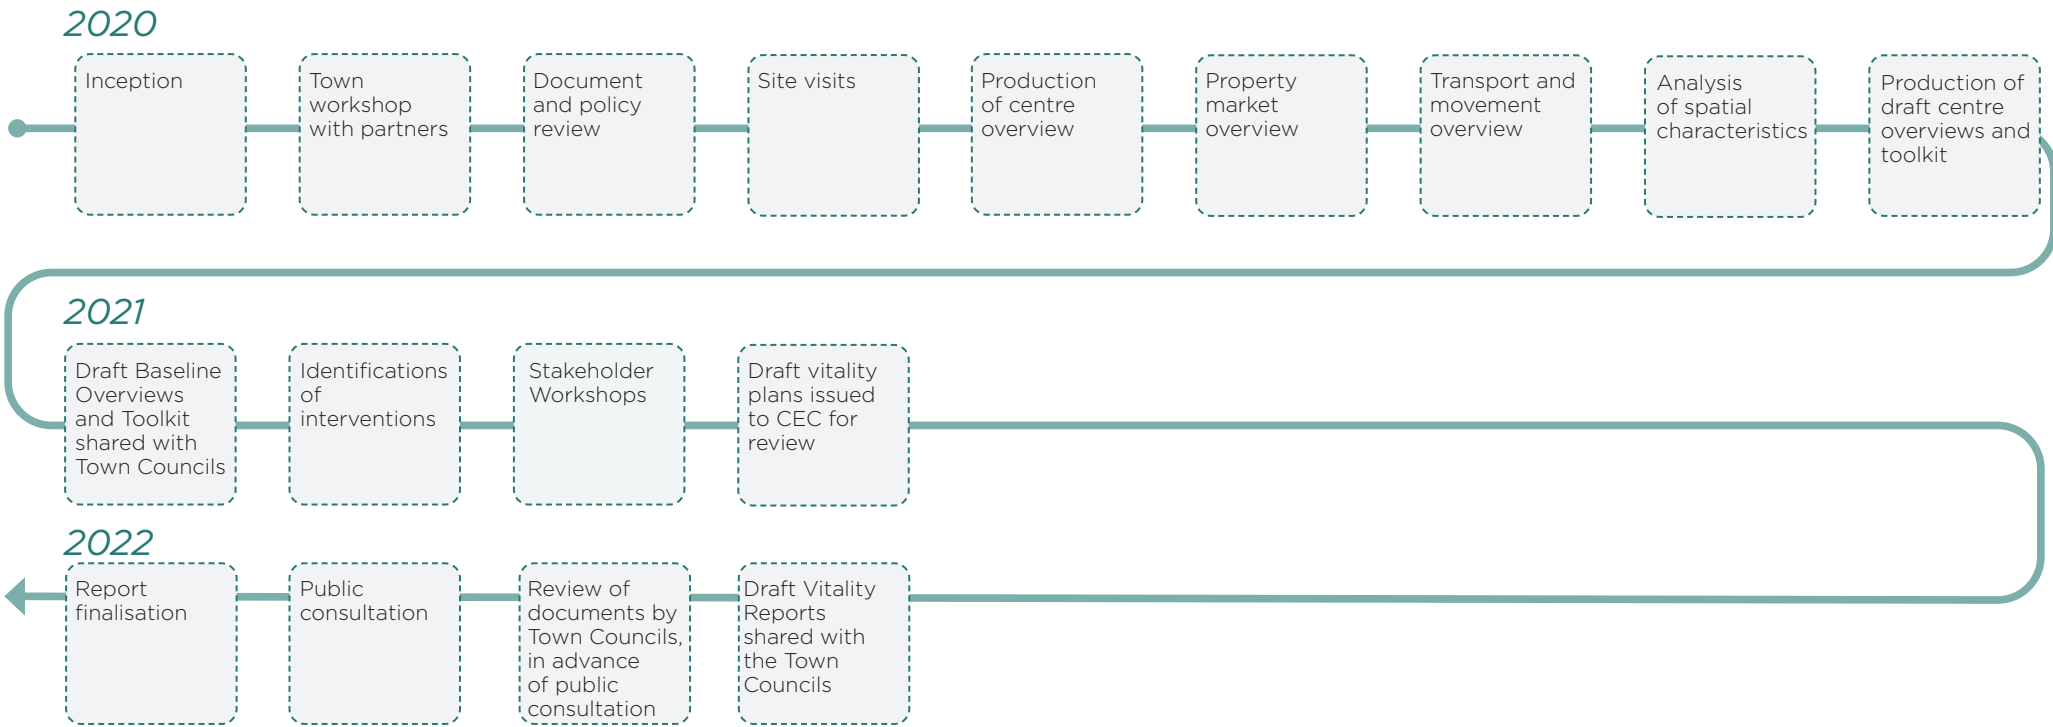 2020
Inception
Town
workshop
with partners
Document
and policy
review
Site visits
Production
of centre
overview
Property
market
overview
Transport and
movement
overview
Analysis
of spatial
characteristics
Production of
draft centre
overviews and
toolkit
2021
Draft Baseline
Overviews
and Toolkit
shared with
Town Councils
Identifications
of
interventions
Stakeholder
Workshops
Draft vitality
plans issued
to CEC for
review
2022
Report
finalisation
Public
consultation
Review of
documents by
Town Councils,
in advance
of public
consultation
Draft Vitality
Reports
shared with
the Town
Councils